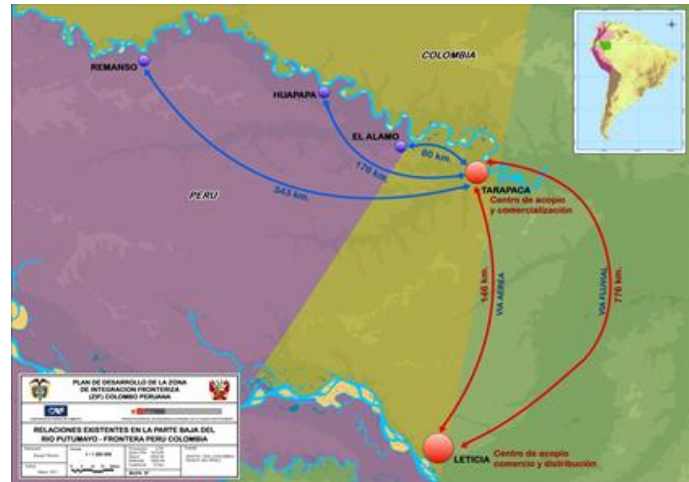 COLOMBIA
REMANSO
HUAPAPA
EL ALAMO
80 km.
176 km.
343 km.
PERU
TARAPACA
Centro de acopio
y comercialización
146 km.
VIA AEREA
VIA FLUVIAL
776 km.
LETICIA
Centro de acopio
comercio y distribución
PLAN DE DESARROLLO DE LA ZONA
DE INTEGRACION FRONTERIZA
(ZIF) COLOMBO PERUANA
RELACIONES EXISTENTES EN LA PARTE BAJA DEL
RIO PUTUMAYO - FRONTERA PERU COLOMBIA